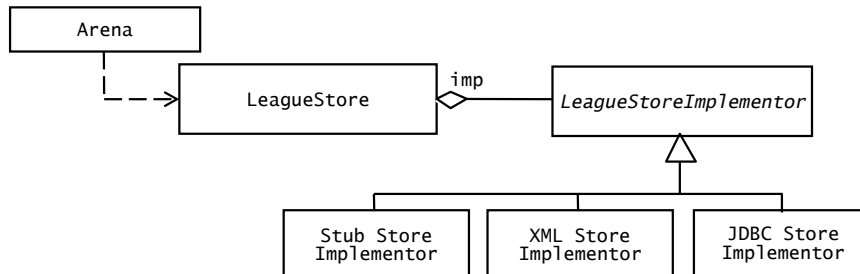 Arena
imp
LeagueStore
LeagueStoreImplementor
Stub Store
Implementor
XML Store
Implementor
JDBC Store
Implementor